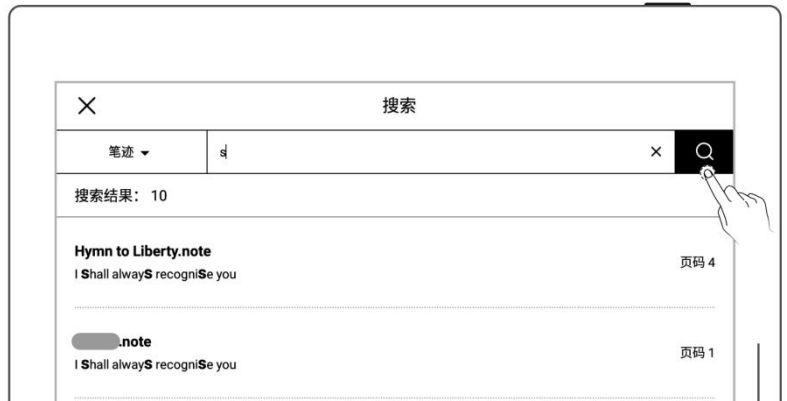 搜索
笔迹 s
搜索结果： 10
Hymn to Liberty.note
I Shall alwayS recogniSe you
页码 4
.note
I Shall alwayS recogniSe you
页码 1